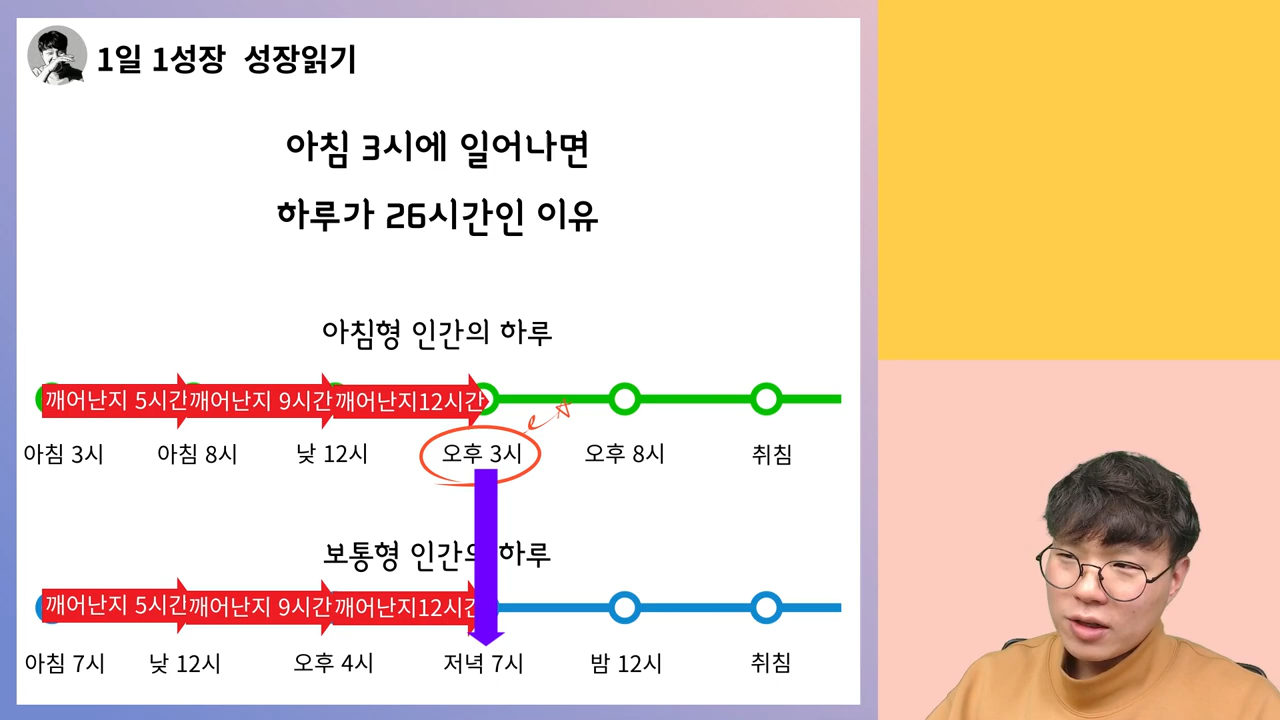 1일 1성장 성장읽기
아침 3시에 일어나면
하루가 26시간인 이유
아침형 인간의 하루
깨어난지 5시간 깨어난지 9시간 깨어난지12시간
아침 3시 아침 8시 낮 12시 오후 3시 오후 8시 취침
보통형 인간의 하루
깨어난지 5시간 깨어난지 9시간 깨어난지12시간
아침 7시 낮 12시 오후 4시 저녁 7시 밤 12시 취침